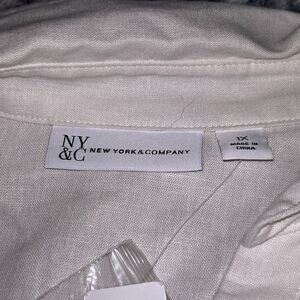 NY
&C NEW YORK & COMPANY
1X
MADE IN
CHINA